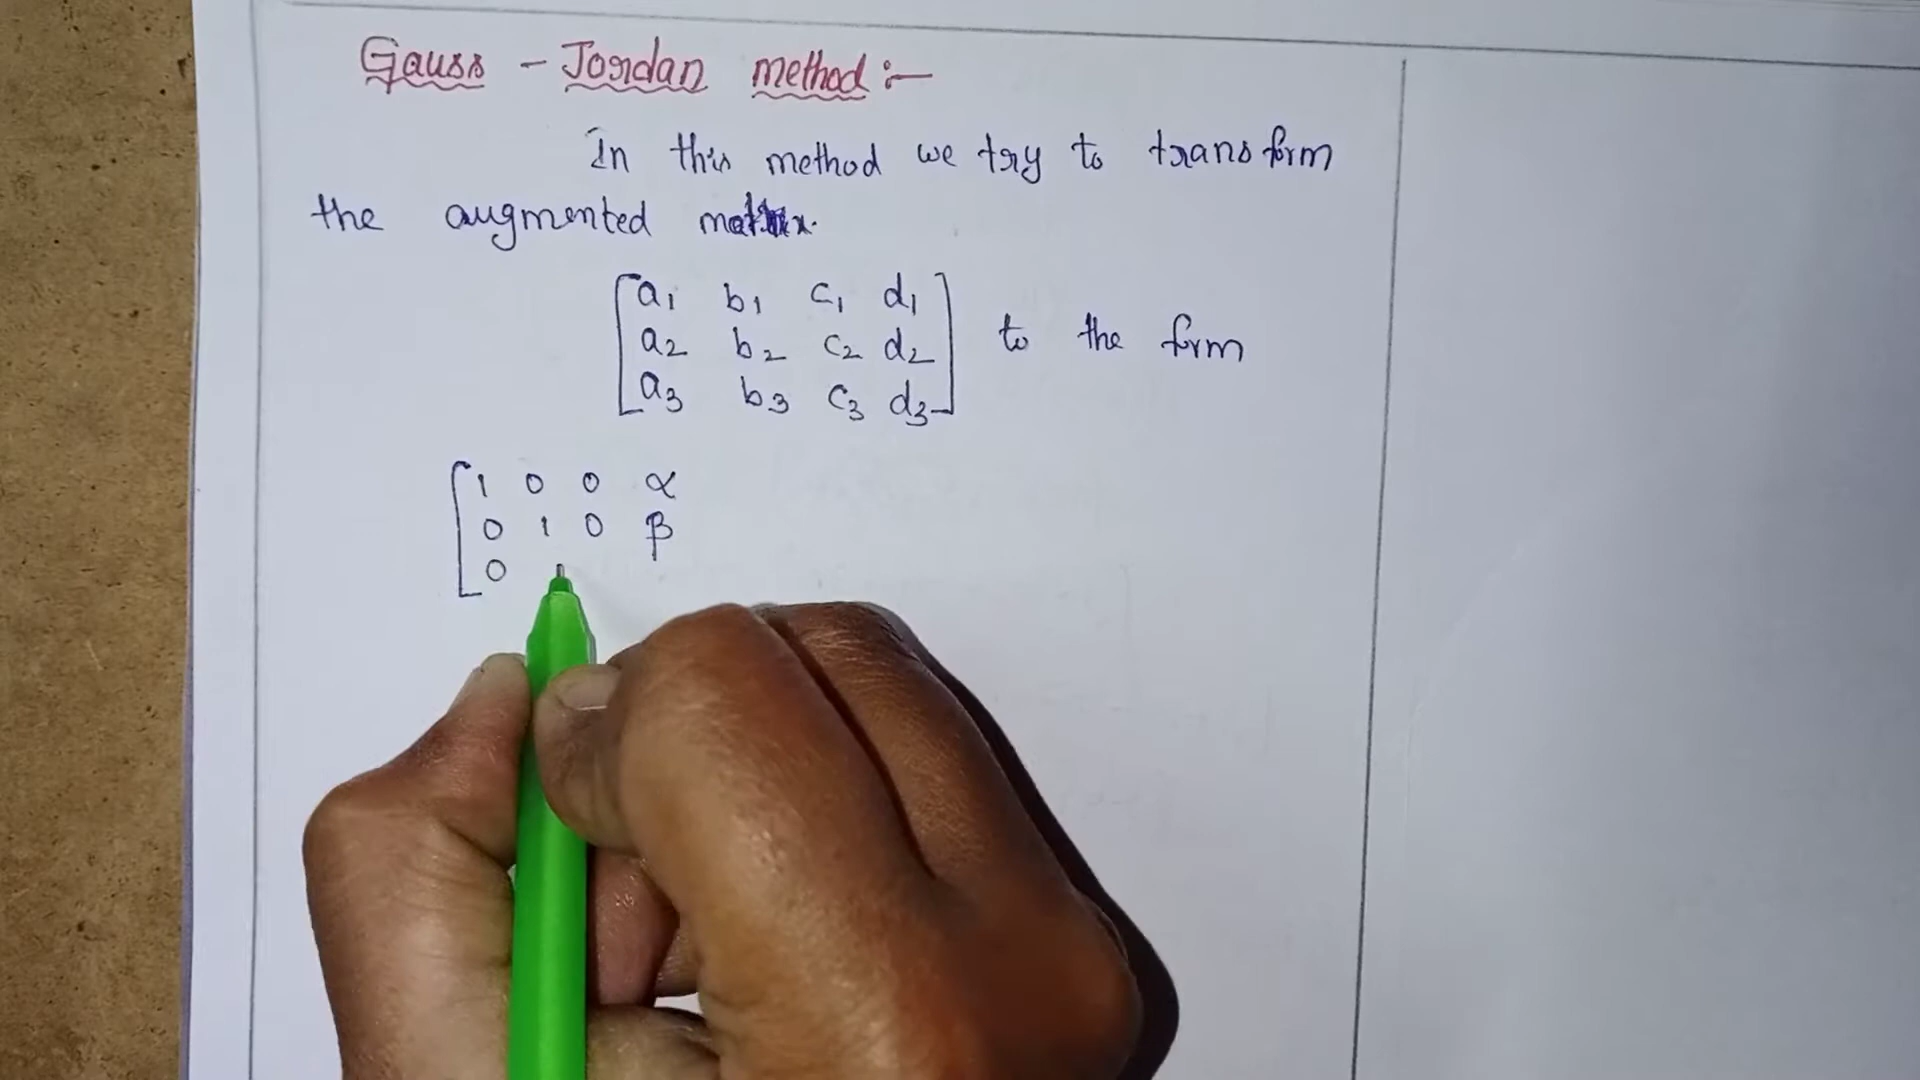 Gauss - Jordan method :-
In this method we try to transform
the augmented matrix.
a1 b1 c1 d1
a2 b2 c2 d2 to the form
a3 b3 c3 d3
1 0 0 α
0 1 0 β
0